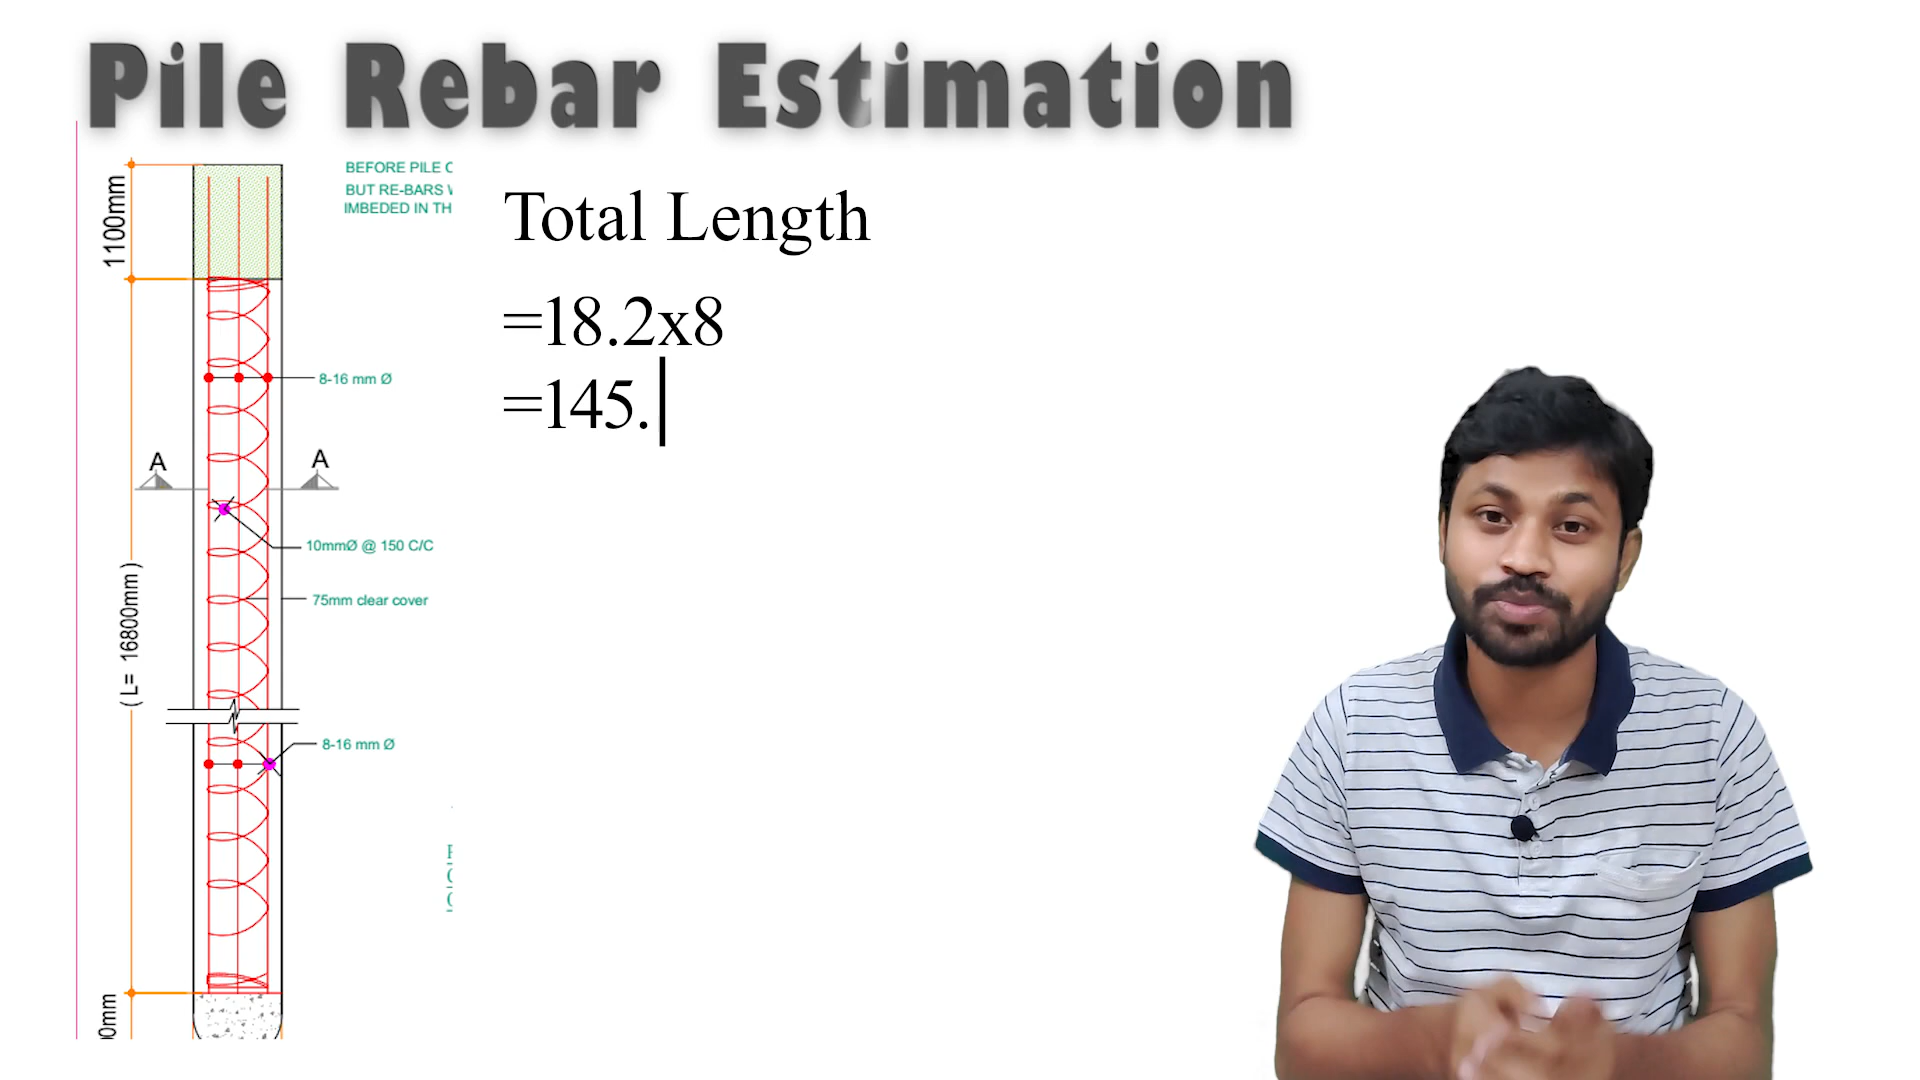 Pile Rebar Estimation
1100mm
BEFORE PILE C
BUT RE-BARS
IMBEDED IN TH
Total Length
=18.2x8
=145.
8-16 mm Ø
A A
10mmØ @ 150 C/C
75mm clear cover
( L= 16800mm )
8-16 mm Ø
0mm